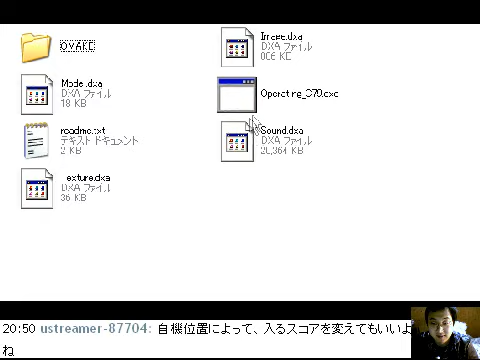 OMAKE
Image.dxa
DXA ファイル
Model.dxa
DXA ファイル
18 KB
Operating_C79.exe
readme.txt
テキスト ドキュメント
2 KB
Sound.dxa
DXA ファイル
Texture.dxa
DXA ファイル
36 KB
20:50 ustreamer-87704: 自機位置によって、入るスコアを変えてもいいよ
ね